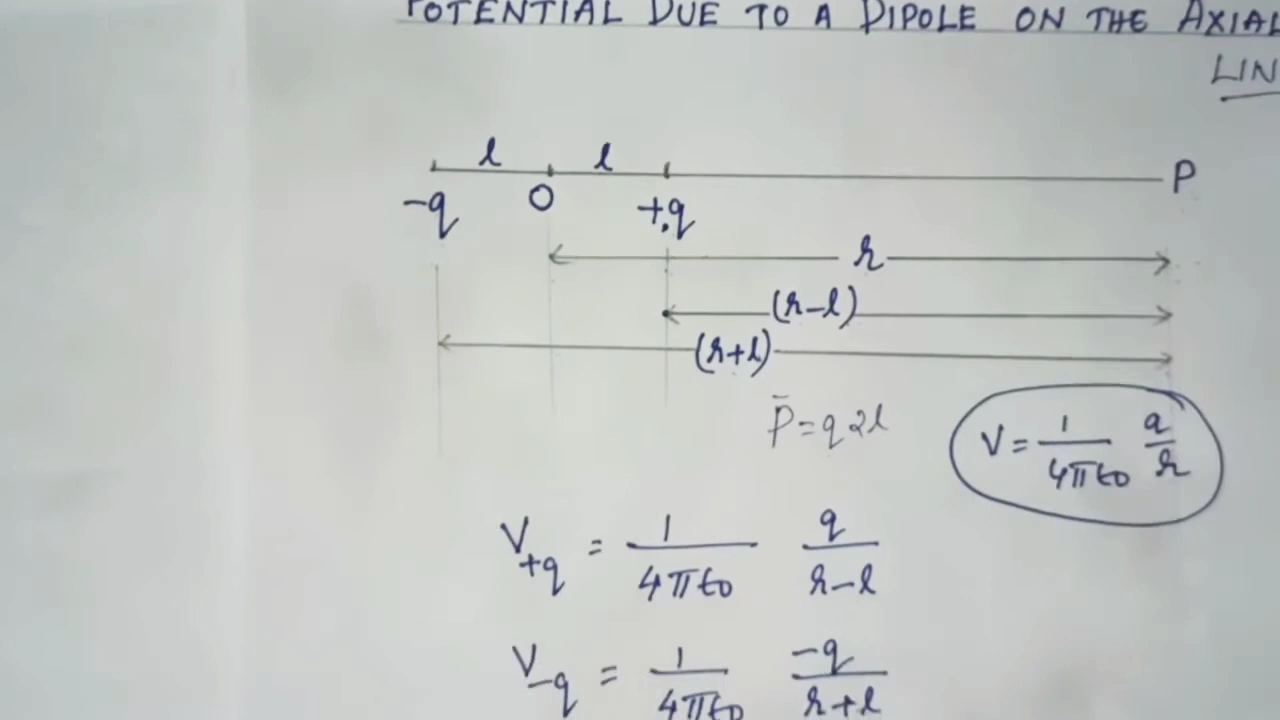 POTENTIAL DUE TO A DIPOLE ON THE AXIAL
LIN
l l
-q O +q P
r
(r-l)
(r+l)
P̄ = q 2l
V = 1/4πε0 q/r
V+q = 1/4πε0 q/r-l
V-q = 1/4πε0 -q/r+l